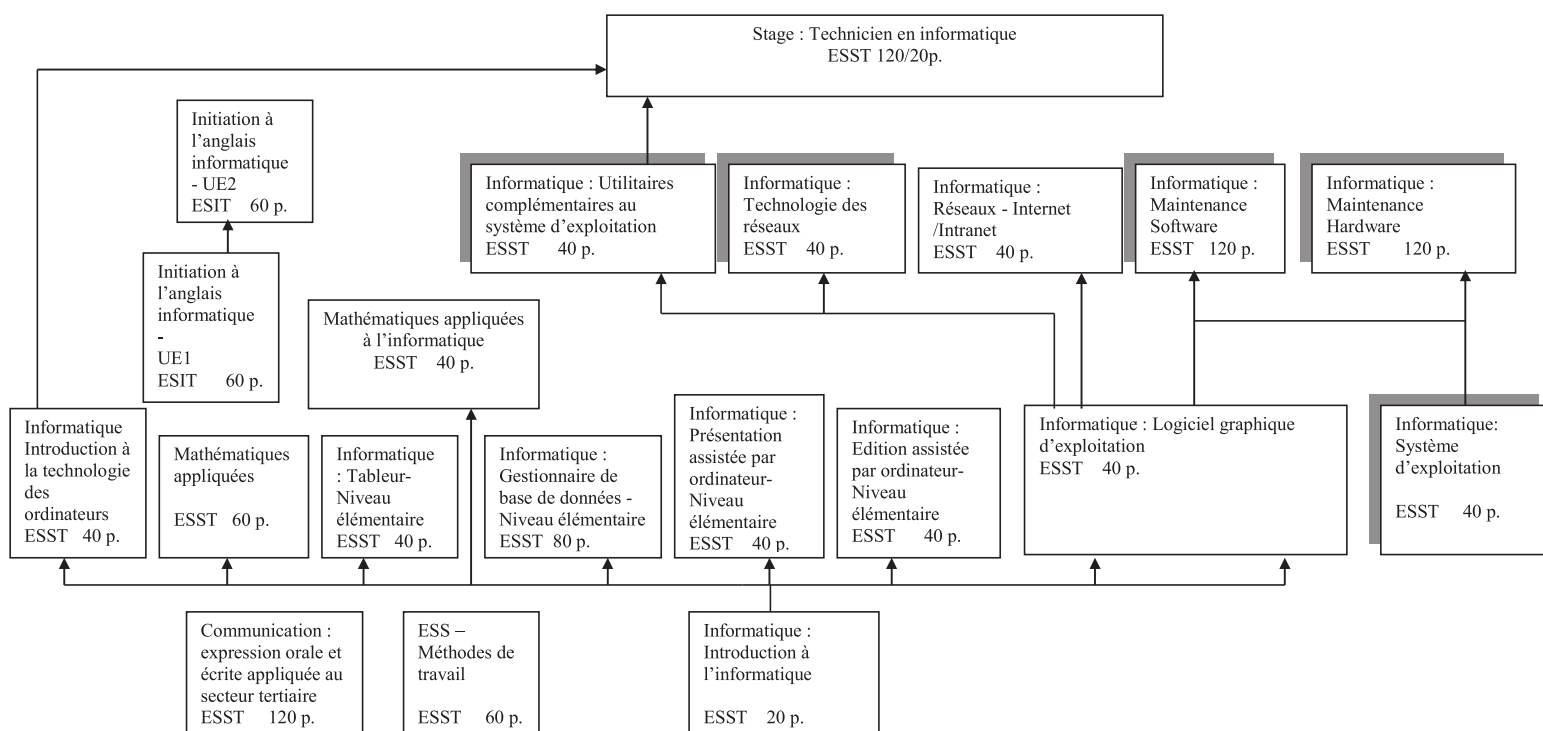 Stage : Technicien en informatique
ESST 120/20p.
Initiation à
l’anglais
informatique
- UE2
ESIT 60 p.
Informatique : Utilitaires
complémentaires au
système d’exploitation
ESST 40 p.
Informatique :
Technologie des
réseaux
ESST 40 p.
Informatique :
Réseaux - Internet
/Intranet
ESST 40 p.
Informatique :
Maintenance
Software
ESST 120 p.
Informatique :
Maintenance
Hardware
ESST 120 p.
Initiation à
l’anglais
informatique
-
UE1
ESIT 60 p.
Mathématiques appliquées
à l’informatique
ESST 40 p.
Informatique
Introduction à
la technologie
des
ordinateurs
ESST 40 p.
Mathématiques
appliquées
ESST 60 p.
Informatique
: Tableur-
Niveau
élémentaire
ESST 40 p.
Informatique :
Gestionnaire de
base de données -
Niveau élémentaire
ESST 80 p.
Informatique :
Présentation
assistée par
ordinateur-
Niveau
élémentaire
ESST 40 p.
Informatique :
Edition assistée
par ordinateur-
Niveau
élémentaire
ESST 40 p.
Informatique : Logiciel graphique
d’exploitation
ESST 40 p.
Informatique:
Système
d’exploitation
ESST 40 p.
Communication :
expression orale et
écrite appliquée au
secteur tertiaire
ESST 120 p.
ESS –
Méthodes de
travail
ESST 60 p.
Informatique :
Introduction à
l’informatique
ESST 20 p.